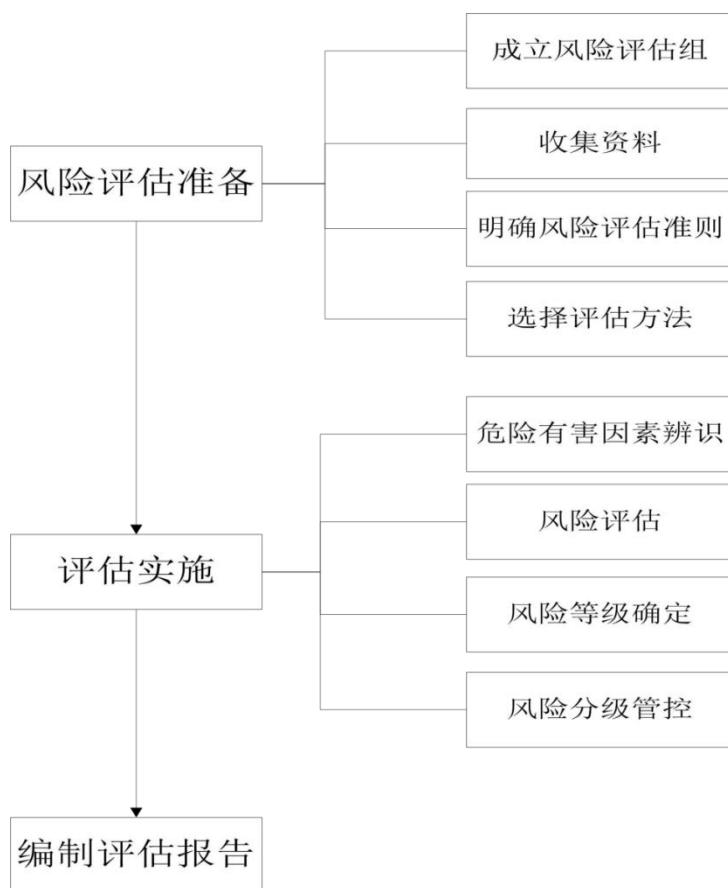 成立风险评估组
收集资料
风险评估准备
明确风险评估准则
选择评估方法
危险有害因素辨识
风险评估
评估实施
风险等级确定
风险分级管控
编制评估报告